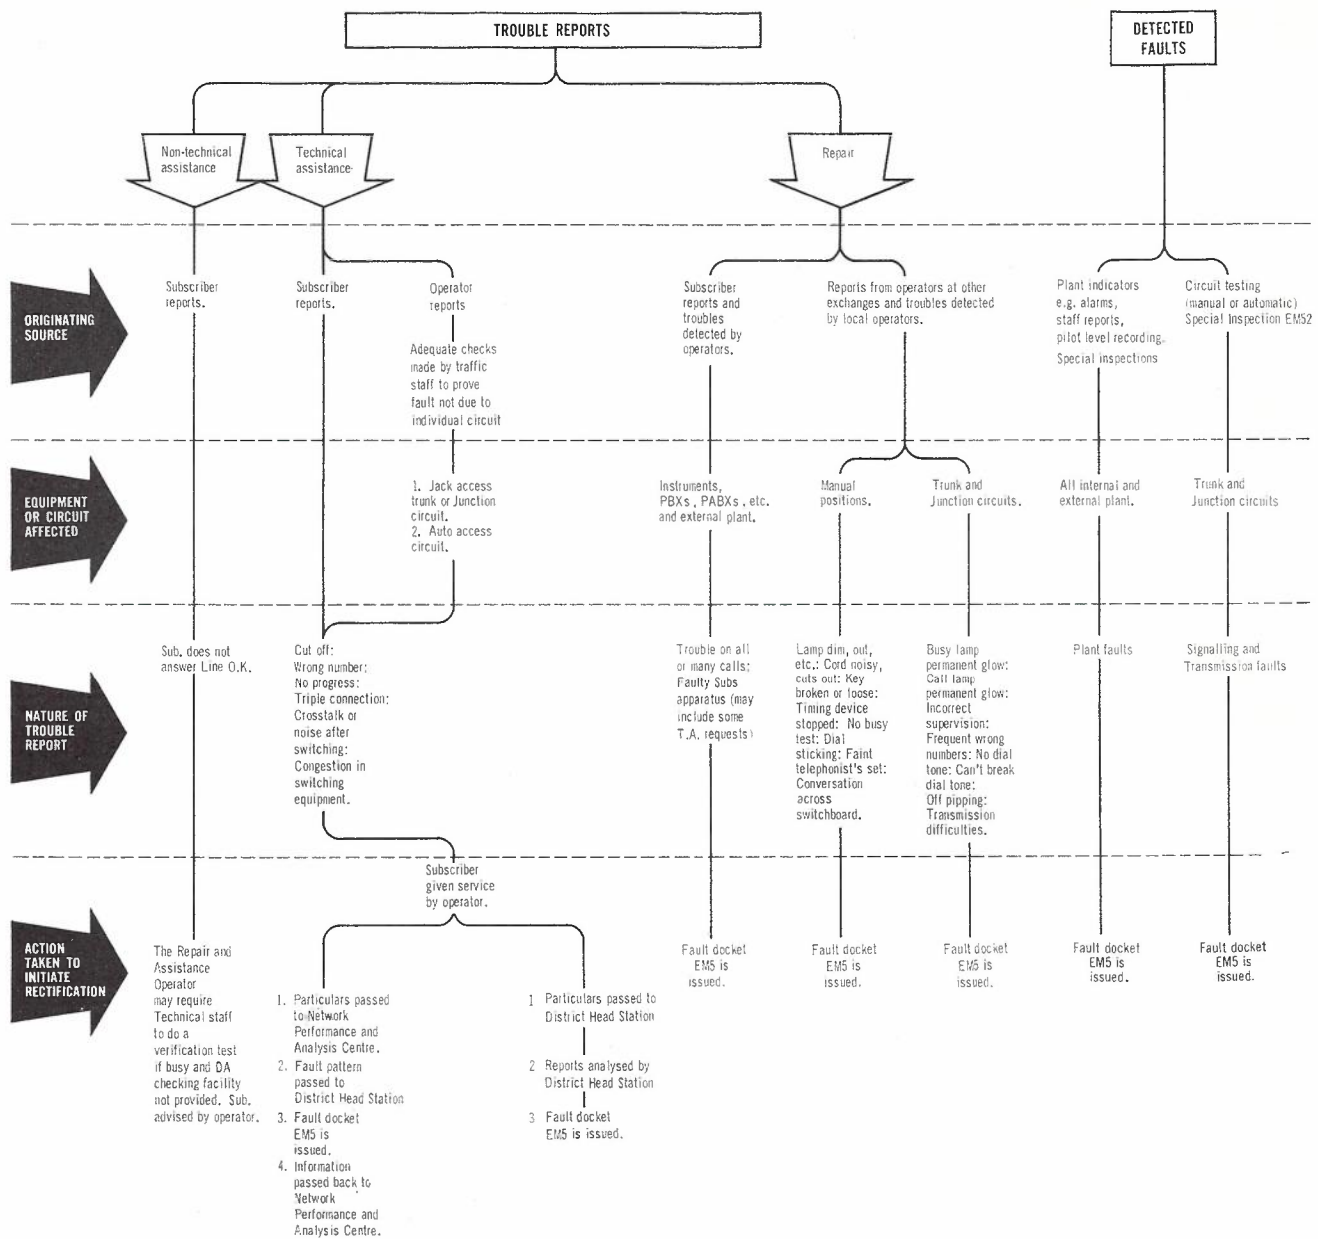 TROUBLE REPORTS
DETECTED
FAULTS
Non-technical
assistance
Technical
assistance
Repair
ORIGINATING
SOURCE
Subscriber
reports.
Subscriber
reports.
Operator
reports
Adequate checks
made by traffic
staff to prove
fault not due to
individual circuit
Subscriber
reports and
troubles
detected by
operators.
Reports from operators at other
exchanges and troubles detected
by local operators.
Plant indicators
e.g. alarms,
staff reports,
pilot level recording.
Special inspections
Circuit testing
(manual or automatic)
Special Inspection EM52
EQUIPMENT
OR CIRCUIT
AFFECTED
1. Jack access
trunk or Junction
circuit.
2. Auto access
circuit.
Instruments,
PBXs, PABXs, etc.
and external plant.
Manual
positions.
Trunk and
Junction circuits.
All internal and
external plant.
Trunk and
Junction circuits
NATURE OF
TROUBLE
REPORT
Sub. does not
answer Line O.K.
Cut off:
Wrong number:
No progress:
Triple connection:
Crosstalk or
noise after
switching:
Congestion in
switching
equipment.
Trouble on all
or many calls:
Faulty Subs
apparatus (may
include some
T.A. requests)
Lamp dim, out,
etc.: Cord noisy,
cuts out: Key
broken or loose:
Timing device
stopped: No busy
test: Dial
sticking: Faint
telephonist's set:
Conversation
across
switchboard.
Busy lamp
permanent glow:
Call lamp
permanent glow:
Incorrect
supervision:
Frequent wrong
numbers: No dial
tone: Can't break
dial tone:
Off pipping:
Transmission
difficulties.
Plant faults
Signalling and
Transmission faults
Subscriber
given service
by operator.
ACTION
TAKEN TO
INITIATE
RECTIFICATION
The Repair and
Assistance
Operator
may require
Technical staff
to do a
verification test
if busy and DA
checking facility
not provided. Sub.
advised by operator.
1. Particulars passed
to Network
Performance and
Analysis Centre.
2. Fault pattern
passed to
District Head Station
3. Fault docket
EM5 is
issued.
4. Information
passed back to
Network
Performance and
Analysis Centre.
1 Particulars passed to
District Head Station
2 Reports analysed by
District Head Station
3 Fault docket
EM5 is issued.
Fault docket
EM5 is
issued.
Fault docket
EM5 is
issued.
Fault docket
EM5 is
issued.
Fault docket
EM5 is
issued.
Fault docket
EM5 is
issued.